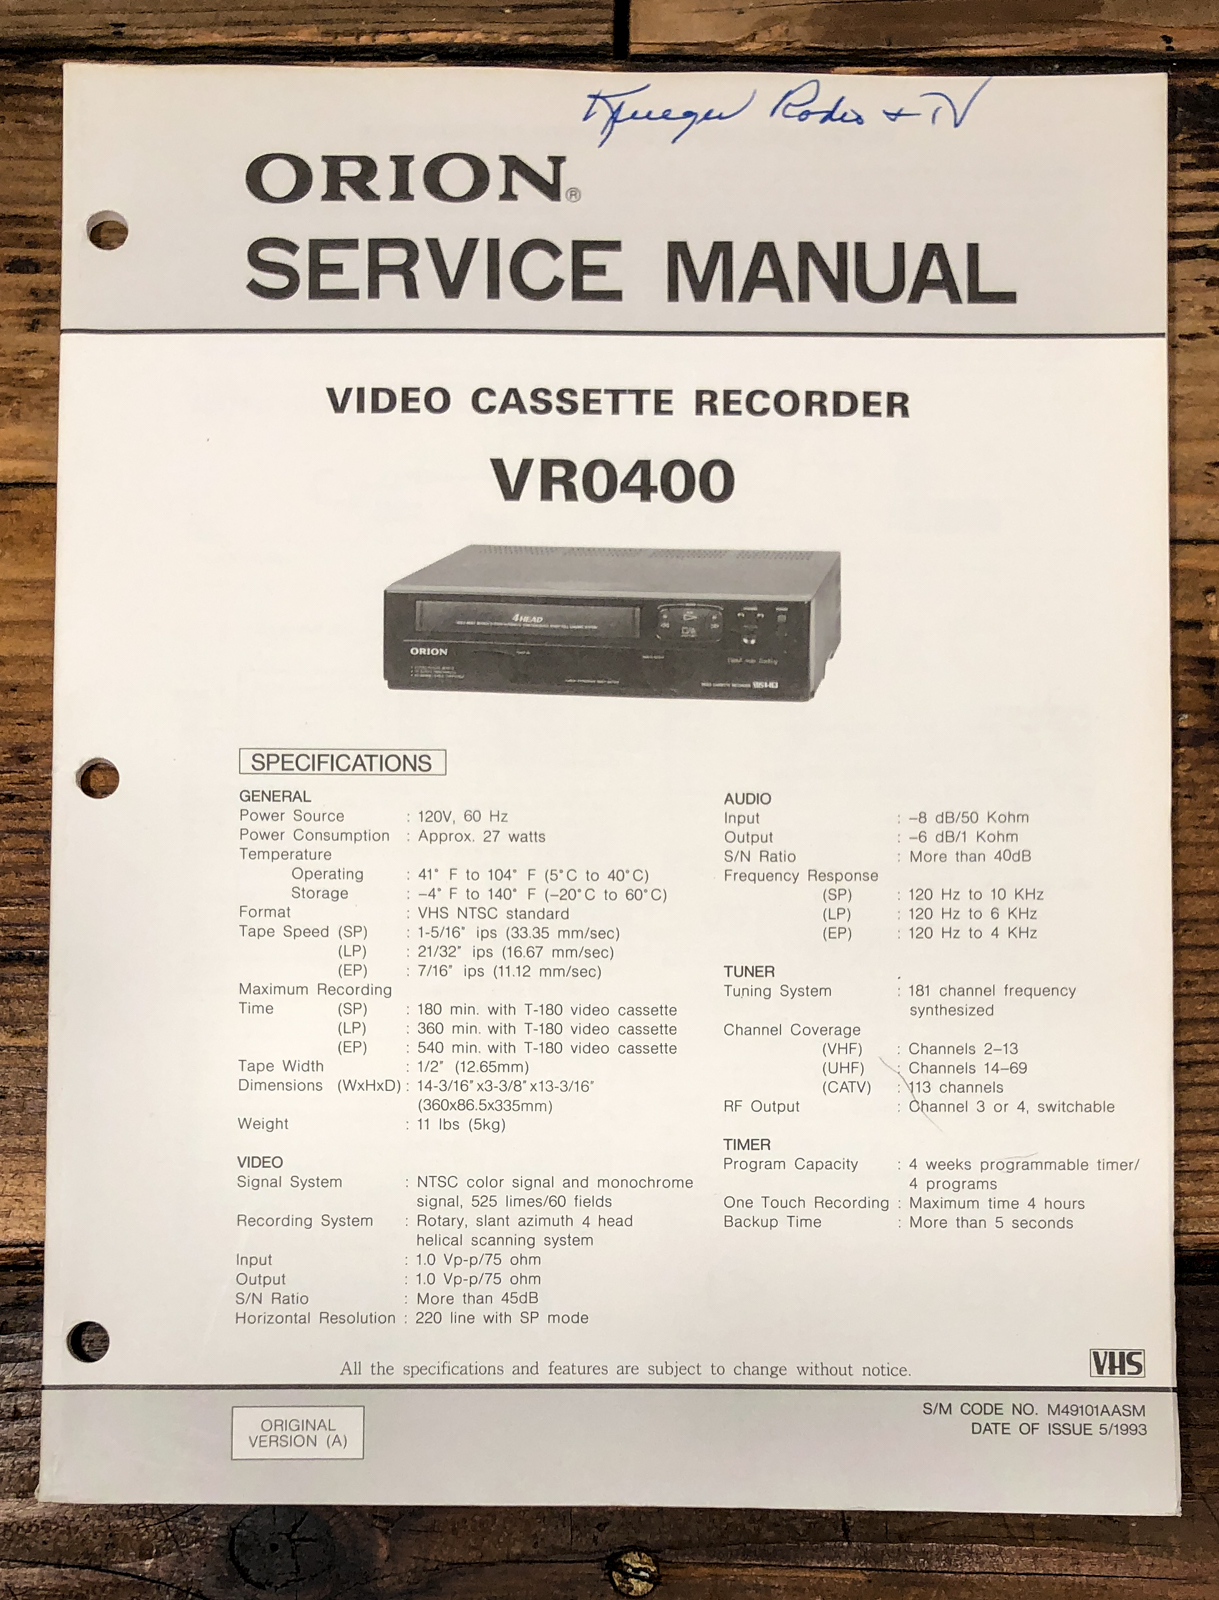 Krueger Radio + TV
ORION®
SERVICE MANUAL
VIDEO CASSETTE RECORDER
VR0400
4 HEAD
ORION
SPECIFICATIONS
GENERAL
Power Source : 120V, 60 Hz
Power Consumption : Approx. 27 watts
Temperature
Operating : 41° F to 104° F (5°C to 40°C)
Storage : –4° F to 140° F (–20°C to 60°C)
Format : VHS NTSC standard
Tape Speed (SP) : 1-5/16" ips (33.35 mm/sec)
(LP) : 21/32" ips (16.67 mm/sec)
(EP) : 7/16" ips (11.12 mm/sec)
Maximum Recording
Time (SP) : 180 min. with T-180 video cassette
(LP) : 360 min. with T-180 video cassette
(EP) : 540 min. with T-180 video cassette
Tape Width : 1/2" (12.65mm)
Dimensions (WxHxD) : 14-3/16"x3-3/8"x13-3/16"
(360x86.5x335mm)
Weight : 11 lbs (5kg)
VIDEO
Signal System : NTSC color signal and monochrome
signal, 525 limes/60 fields
Recording System : Rotary, slant azimuth 4 head
helical scanning system
Input : 1.0 Vp-p/75 ohm
Output : 1.0 Vp-p/75 ohm
S/N Ratio : More than 45dB
Horizontal Resolution : 220 line with SP mode
AUDIO
Input : –8 dB/50 Kohm
Output : –6 dB/1 Kohm
S/N Ratio : More than 40dB
Frequency Response
(SP) : 120 Hz to 10 KHz
(LP) : 120 Hz to 6 KHz
(EP) : 120 Hz to 4 KHz
TUNER
Tuning System : 181 channel frequency
synthesized
Channel Coverage
(VHF) : Channels 2–13
(UHF) : Channels 14–69
(CATV) : 113 channels
RF Output : Channel 3 or 4, switchable
TIMER
Program Capacity : 4 weeks programmable timer/
4 programs
One Touch Recording : Maximum time 4 hours
Backup Time : More than 5 seconds
All the specifications and features are subject to change without notice.
VHS
ORIGINAL
VERSION (A)
S/M CODE NO. M49101AASM
DATE OF ISSUE 5/1993